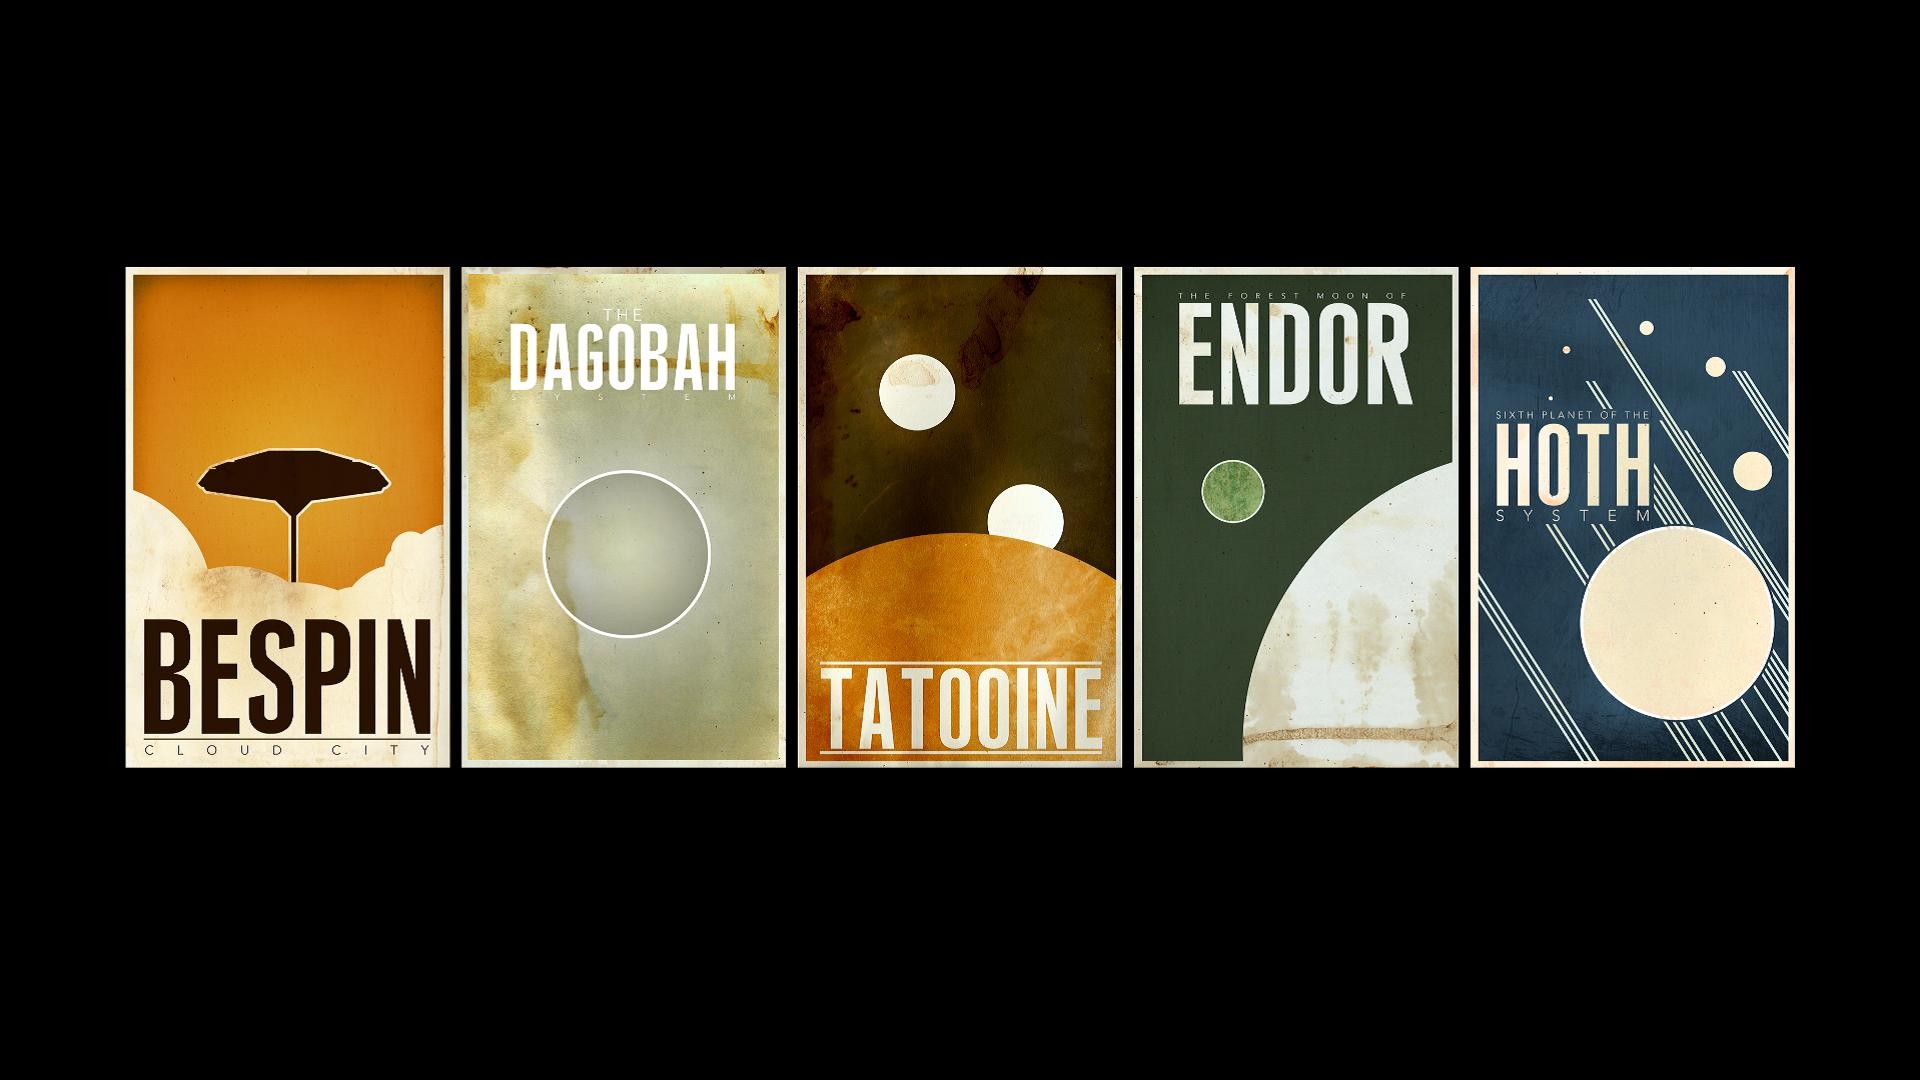 BESPIN
CLOUD CITY
THE
DAGOBAH
SYSTEM
TATOOINE
THE FOREST MOON OF
ENDOR
SIXTH PLANET OF THE
HOTH
SYSTEM